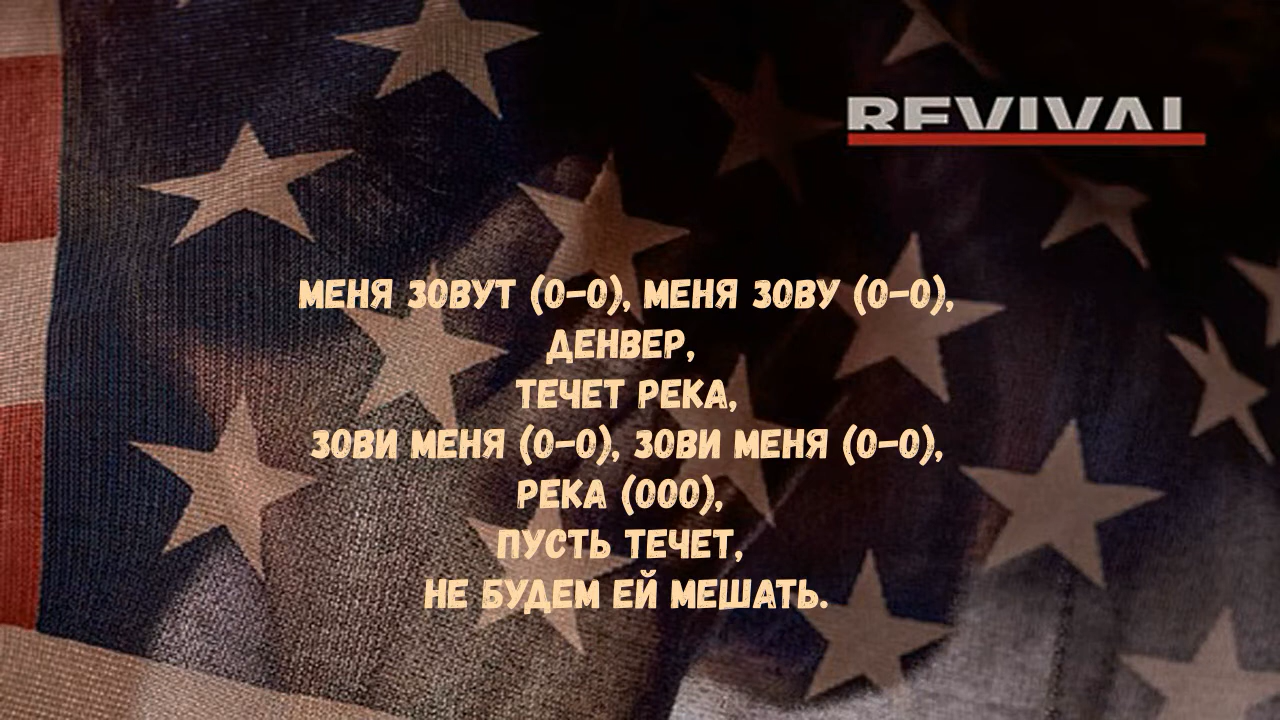 REVIVAL
МЕНЯ ЗОВУТ (О-О), МЕНЯ ЗОВУ (О-О),
ДЕНВЕР,
ТЕЧЕТ РЕКА,
ЗОВИ МЕНЯ (О-О), ЗОВИ МЕНЯ (О-О),
РЕКА (ООО),
ПУСТЬ ТЕЧЕТ,
НЕ БУДЕМ ЕЙ МЕШАТЬ.